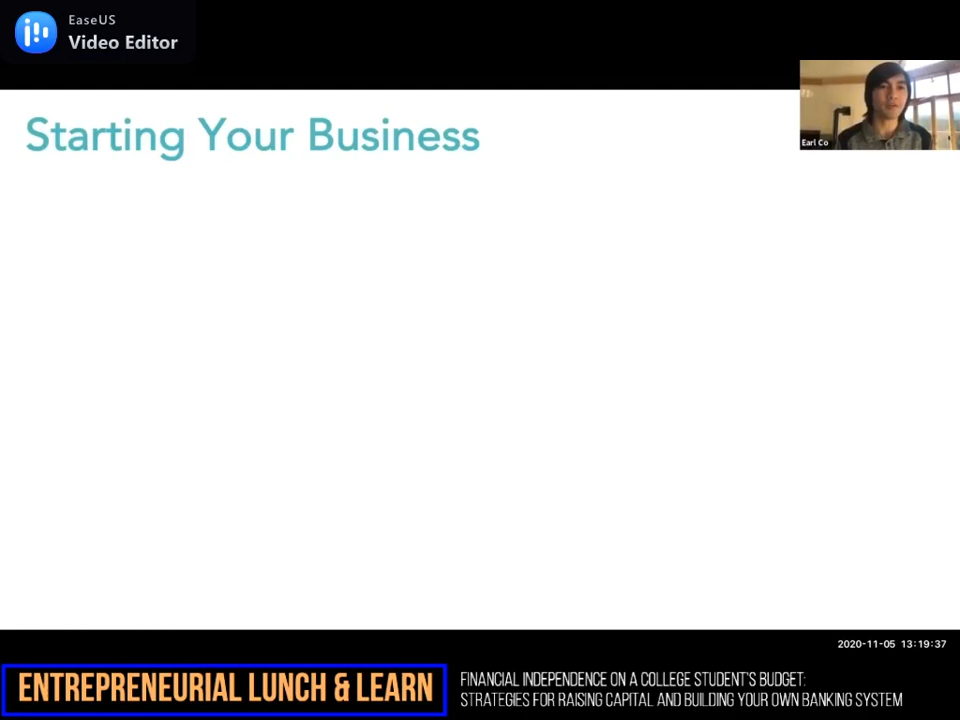 EaseUS
Video Editor
Starting Your Business
Earl Co
2020-11-05 13:19:37
ENTREPRENEURIAL LUNCH & LEARN
FINANCIAL INDEPENDENCE ON A COLLEGE STUDENT'S BUDGET:
STRATEGIES FOR RAISING CAPITAL AND BUILDING YOUR OWN BANKING SYSTEM